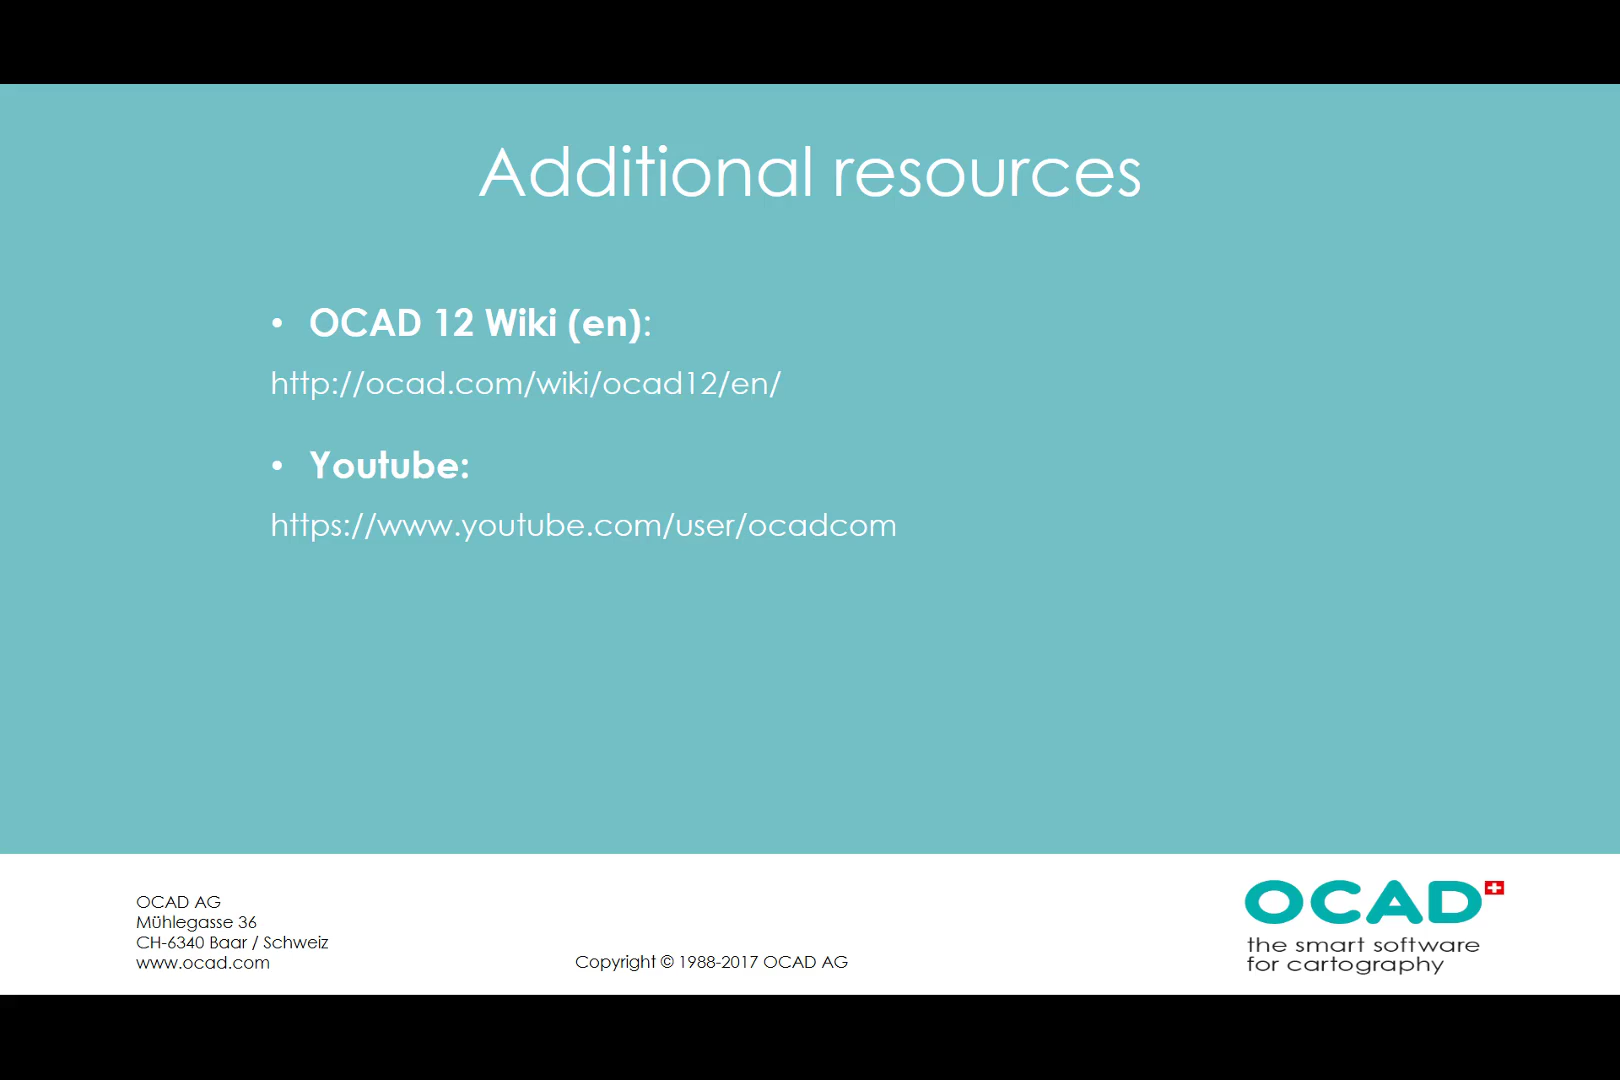 Additional resources
• OCAD 12 Wiki (en):
http://ocad.com/wiki/ocad12/en/
• Youtube:
https://www.youtube.com/user/ocadcom
OCAD AG
Mühlegasse 36
CH-6340 Baar / Schweiz
www.ocad.com
Copyright © 1988-2017 OCAD AG
OCAD
the smart software
for cartography